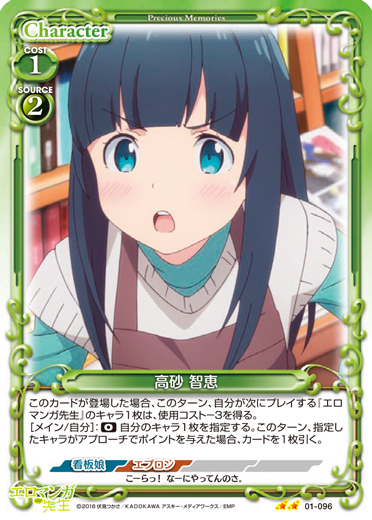 Precious Memories
Character
COST
1
SOURCE
2
高砂 智恵
このカードが登場した場合、このターン、自分が次にプレイする『エロ
マンガ先生』のキャラ1枚は、使用コスト−3を得る。
[メイン/自分]:0自分のキャラ1枚を指定する。このターン、指定し
たキャラがアプローチでポイントを与えた場合、カードを1枚引く。
看板娘 エプロン
こーらっ! なーにやってんのさ。
エロマンガ先生
01-096
©2016 伏見つかさ/KADOKAWA アスキー・メディアワークス/EMP